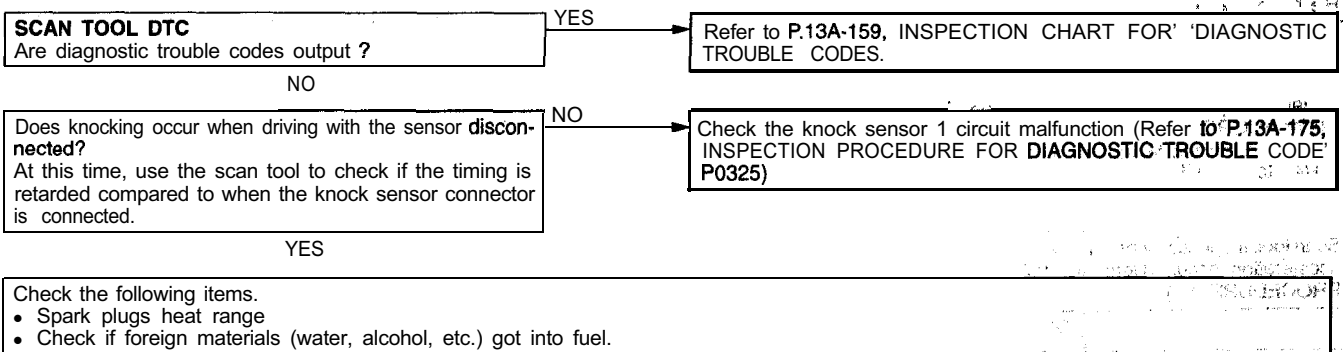 SCAN TOOL DTC
Are diagnostic trouble codes output ?
YES
Refer to P.13A-159, INSPECTION CHART FOR' 'DIAGNOSTIC
TROUBLE CODES.
NO
Does knocking occur when driving with the sensor discon-
nected?
At this time, use the scan tool to check if the timing is
retarded compared to when the knock sensor connector
is connected.
NO
Check the knock sensor 1 circuit malfunction (Refer to P.13A-175,
INSPECTION PROCEDURE FOR DIAGNOSTIC TROUBLE CODE'
P0325)
YES
Check the following items.
• Spark plugs heat range
• Check if foreign materials (water, alcohol, etc.) got into fuel.